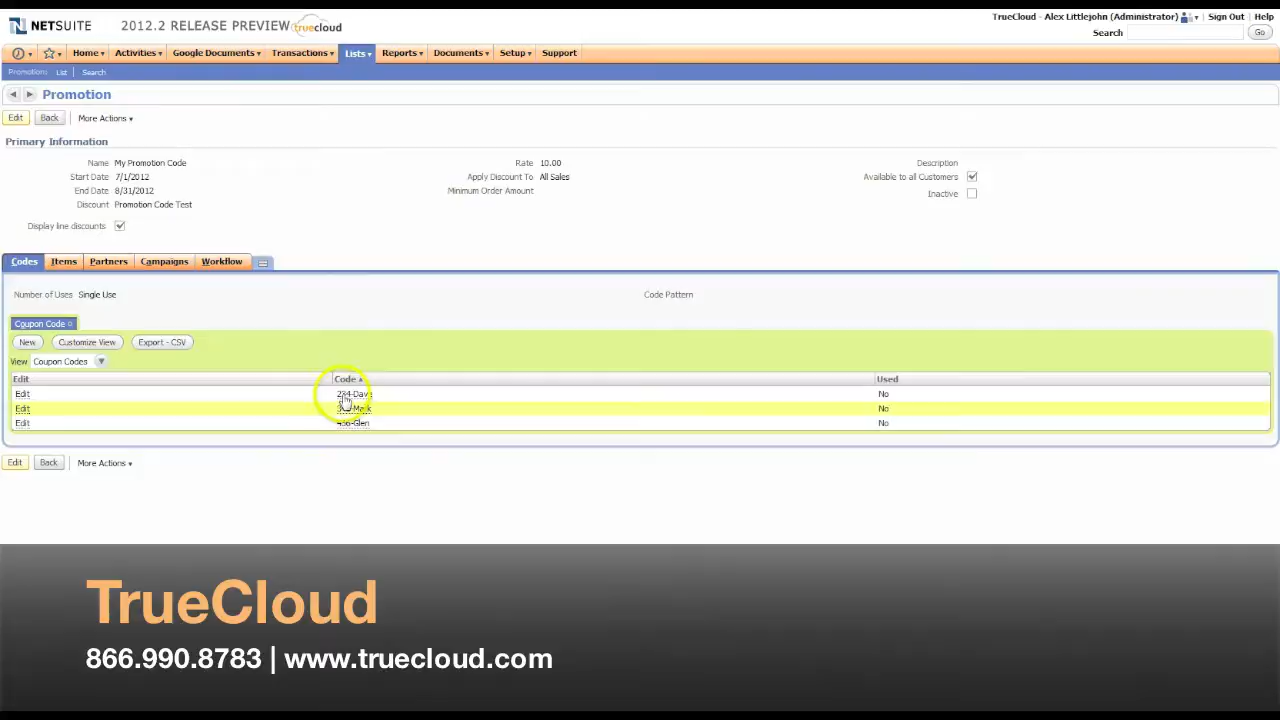 NETSUITE 2012.2 RELEASE PREVIEW truecloud
TrueCloud - Alex Littlejohn (Administrator) Sign Out Help
Search Go
Home Activities Google Documents Transactions Lists Reports Documents Setup Support
Promotions List Search
Promotion
Edit Back More Actions
Primary Information
Name My Promotion Code Rate 10.00 Description
Start Date 7/1/2012 Apply Discount To All Sales Available to all Customers
End Date 8/31/2012 Minimum Order Amount Inactive
Discount Promotion Code Test
Display line discounts
Codes Items Partners Campaigns Workflow
Number of Uses Single Use Code Pattern
Coupon Code
New Customize View Export - CSV
View Coupon Codes
Edit Code Used
Edit 234-Dave No
Edit No
Edit 456-Glen No
Edit Back More Actions
TrueCloud
866.990.8783 | www.truecloud.com